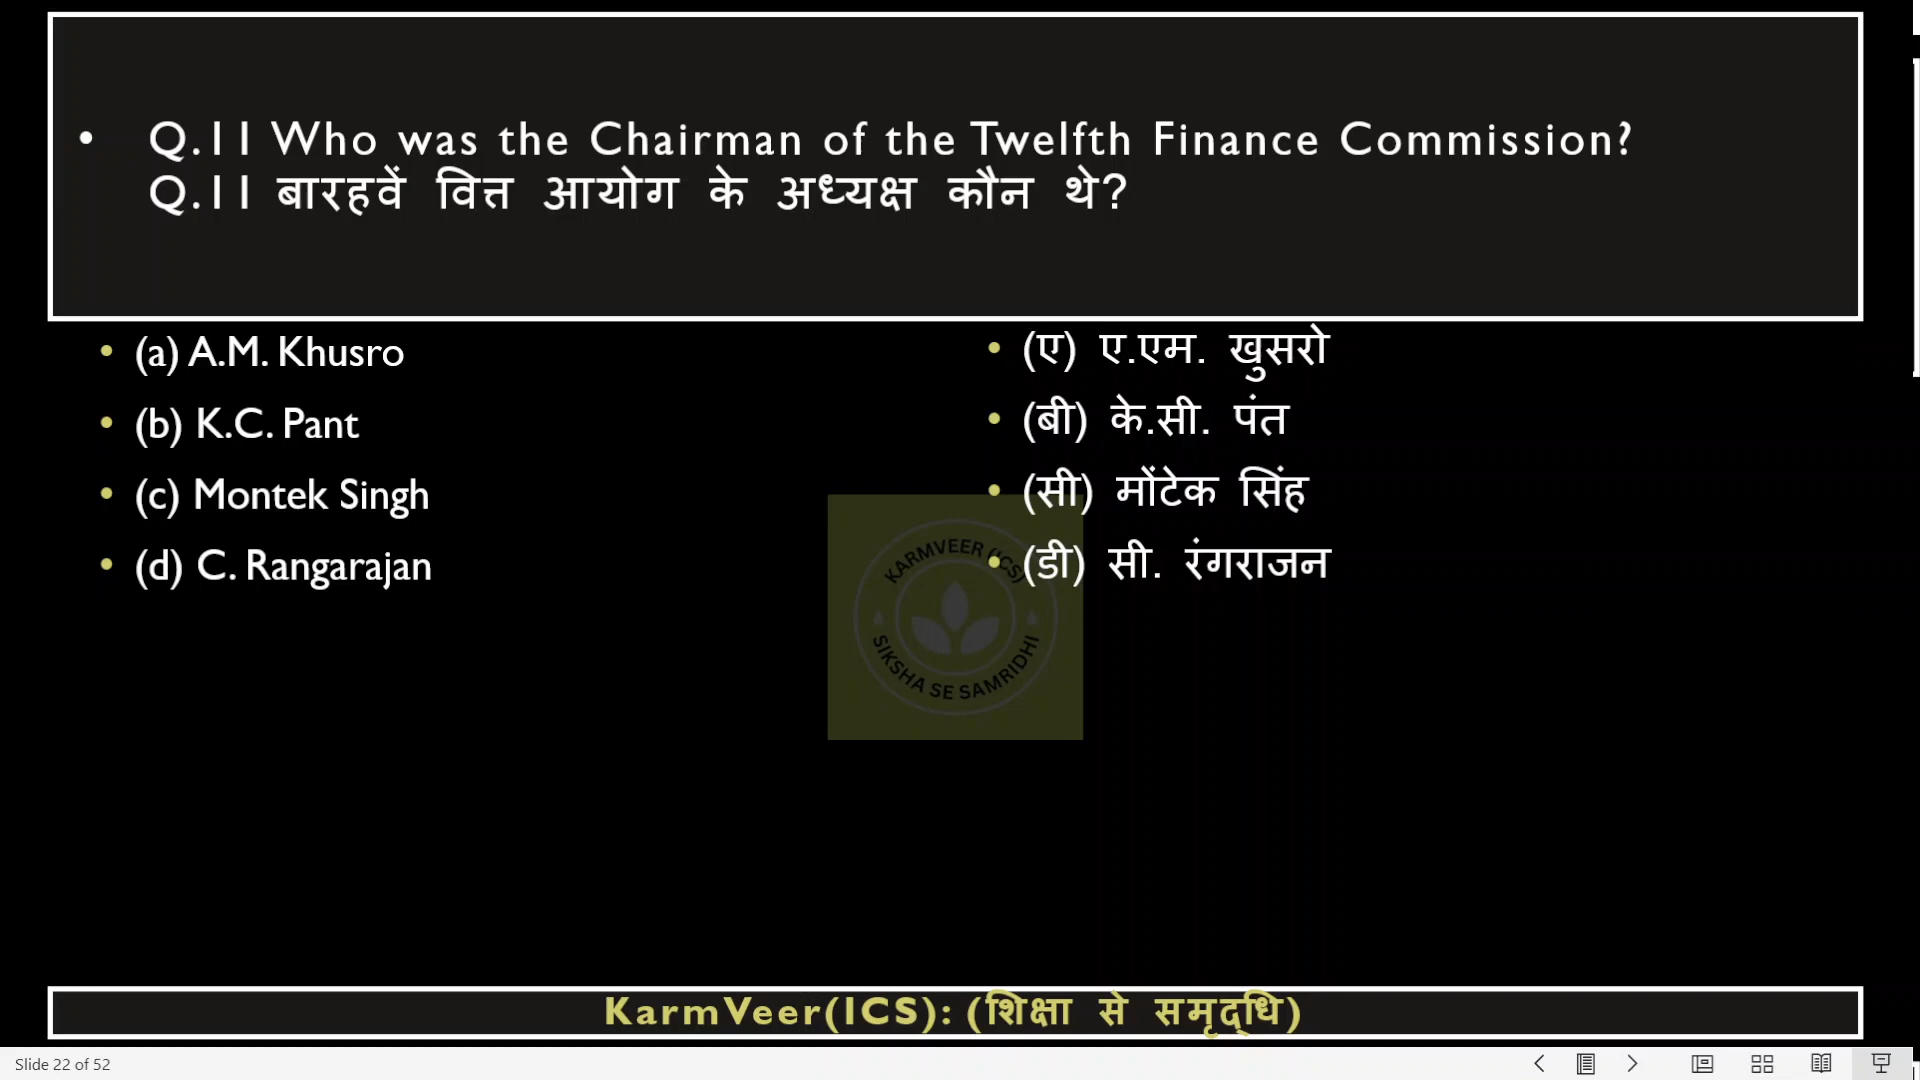 Q.11 Who was the Chairman of the Twelfth Finance Commission?
Q.11 बारहवें वित्त आयोग के अध्यक्ष कौन थे?
(a) A.M. Khusro
(b) K.C. Pant
(c) Montek Singh
(d) C. Rangarajan
(ए) ए.एम. खुसरो
(बी) के.सी. पंत
(सी) मोंटेक सिंह
(डी) सी. रंगराजन
KARMVEER (ICS)
SIKSHA SE SAMRIDHI
KarmVeer(ICS): (शिक्षा से समृद्धि)
Slide 22 of 52